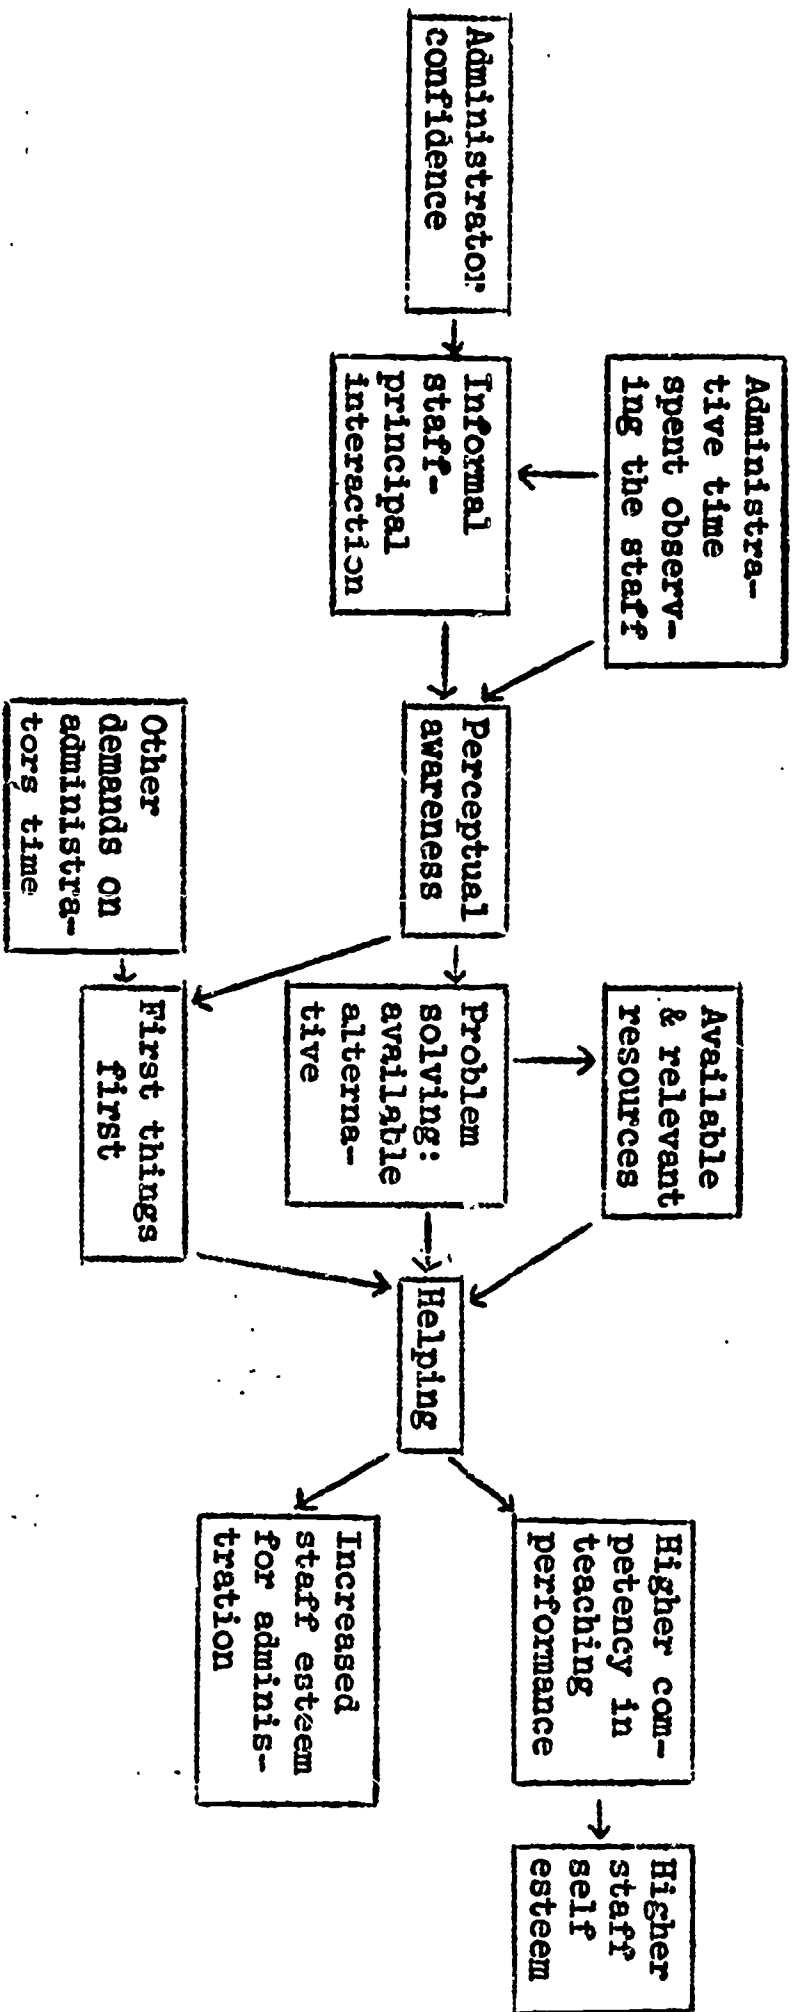 Administrator
confidence
Administra-
tive time
spent observ-
ing the staff
Informal
staff-
principal
interaction
Perceptual
awareness
Other
demands on
administra-
tors time
Available
& relevant
resources
Problem
solving:
available
alterna-
tive
First things
first
Helping
Higher com-
petency in
teaching
performance
Increased
staff esteem
for adminis-
tration
Higher
staff
self
esteem